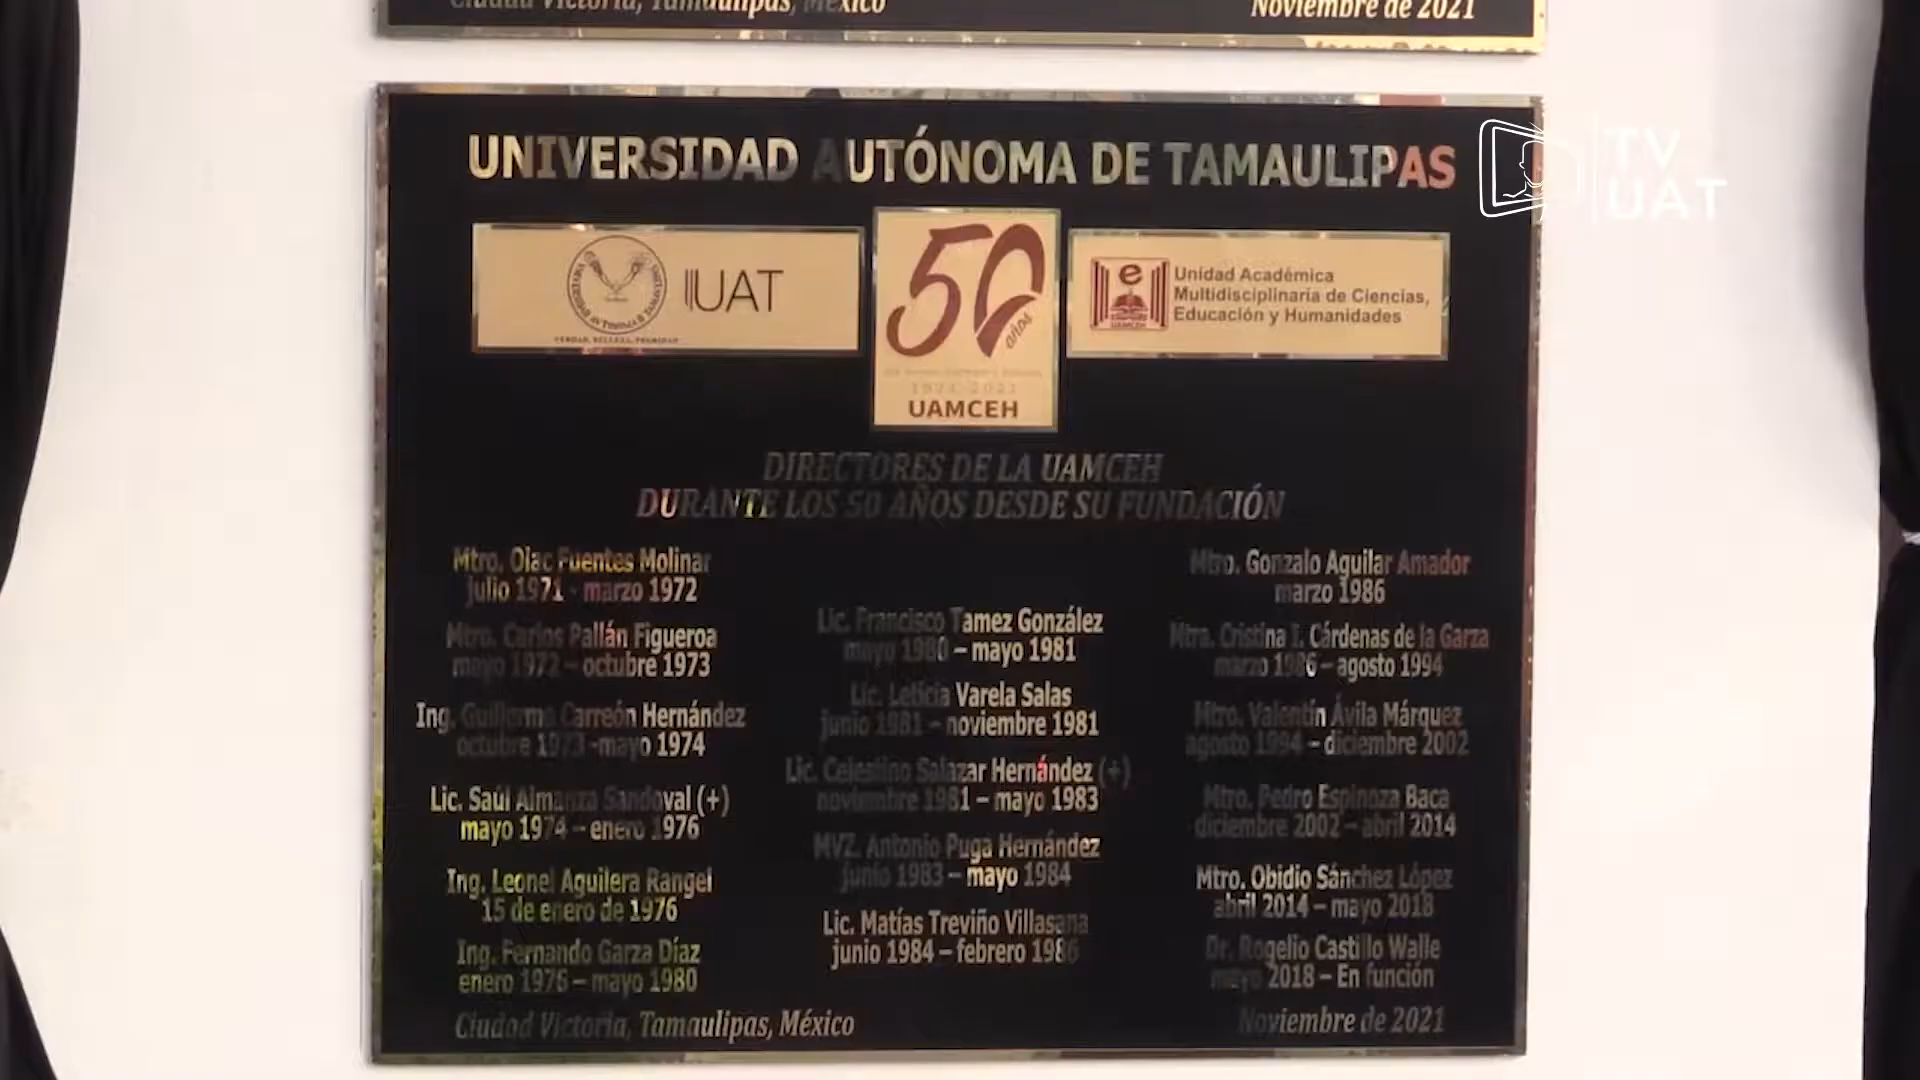 Ciudad Victoria, Tamaulipas, México
Noviembre de 2021
UNIVERSIDAD AUTÓNOMA DE TAMAULIPAS
TV
UAT
UAT
VERDAD, BELLEZA, PROBIDAD
50
años
1971-2021
UAMCEH
e
UAMCEH
Unidad Académica
Multidisciplinaria de Ciencias,
Educación y Humanidades
DIRECTORES DE LA UAMCEH
DURANTE LOS 50 AÑOS DESDE SU FUNDACIÓN
Mtro. Olac Fuentes Molinar
julio 1971 - marzo 1972
Mtro. Carlos Pallán Figueroa
mayo 1972 – octubre 1973
Ing. Guillermo Carreón Hernández
octubre 1973 -mayo 1974
Lic. Saúl Almanza Sandoval (+)
mayo 1974 – enero 1976
Ing. Leonel Aguilera Rangel
15 de enero de 1976
Ing. Fernando Garza Díaz
enero 1976 – mayo 1980
Lic. Francisco Tamez González
mayo 1980 – mayo 1981
Lic. Leticia Varela Salas
junio 1981 – noviembre 1981
Lic. Celestino Salazar Hernández (+)
noviembre 1981 – mayo 1983
MVZ. Antonio Puga Hernández
junio 1983 – mayo 1984
Lic. Matías Treviño Villasana
junio 1984 – febrero 1986
Mtro. Gonzalo Aguilar Amador
marzo 1986
Mtra. Cristina I. Cárdenas de la Garza
marzo 1986 – agosto 1994
Mtro. Valentín Ávila Márquez
agosto 1994 – diciembre 2002
Mtro. Pedro Espinoza Baca
diciembre 2002 – abril 2014
Mtro. Obidio Sánchez López
abril 2014 – mayo 2018
Dr. Rogelio Castillo Walle
mayo 2018 – En función
Ciudad Victoria, Tamaulipas, México
Noviembre de 2021